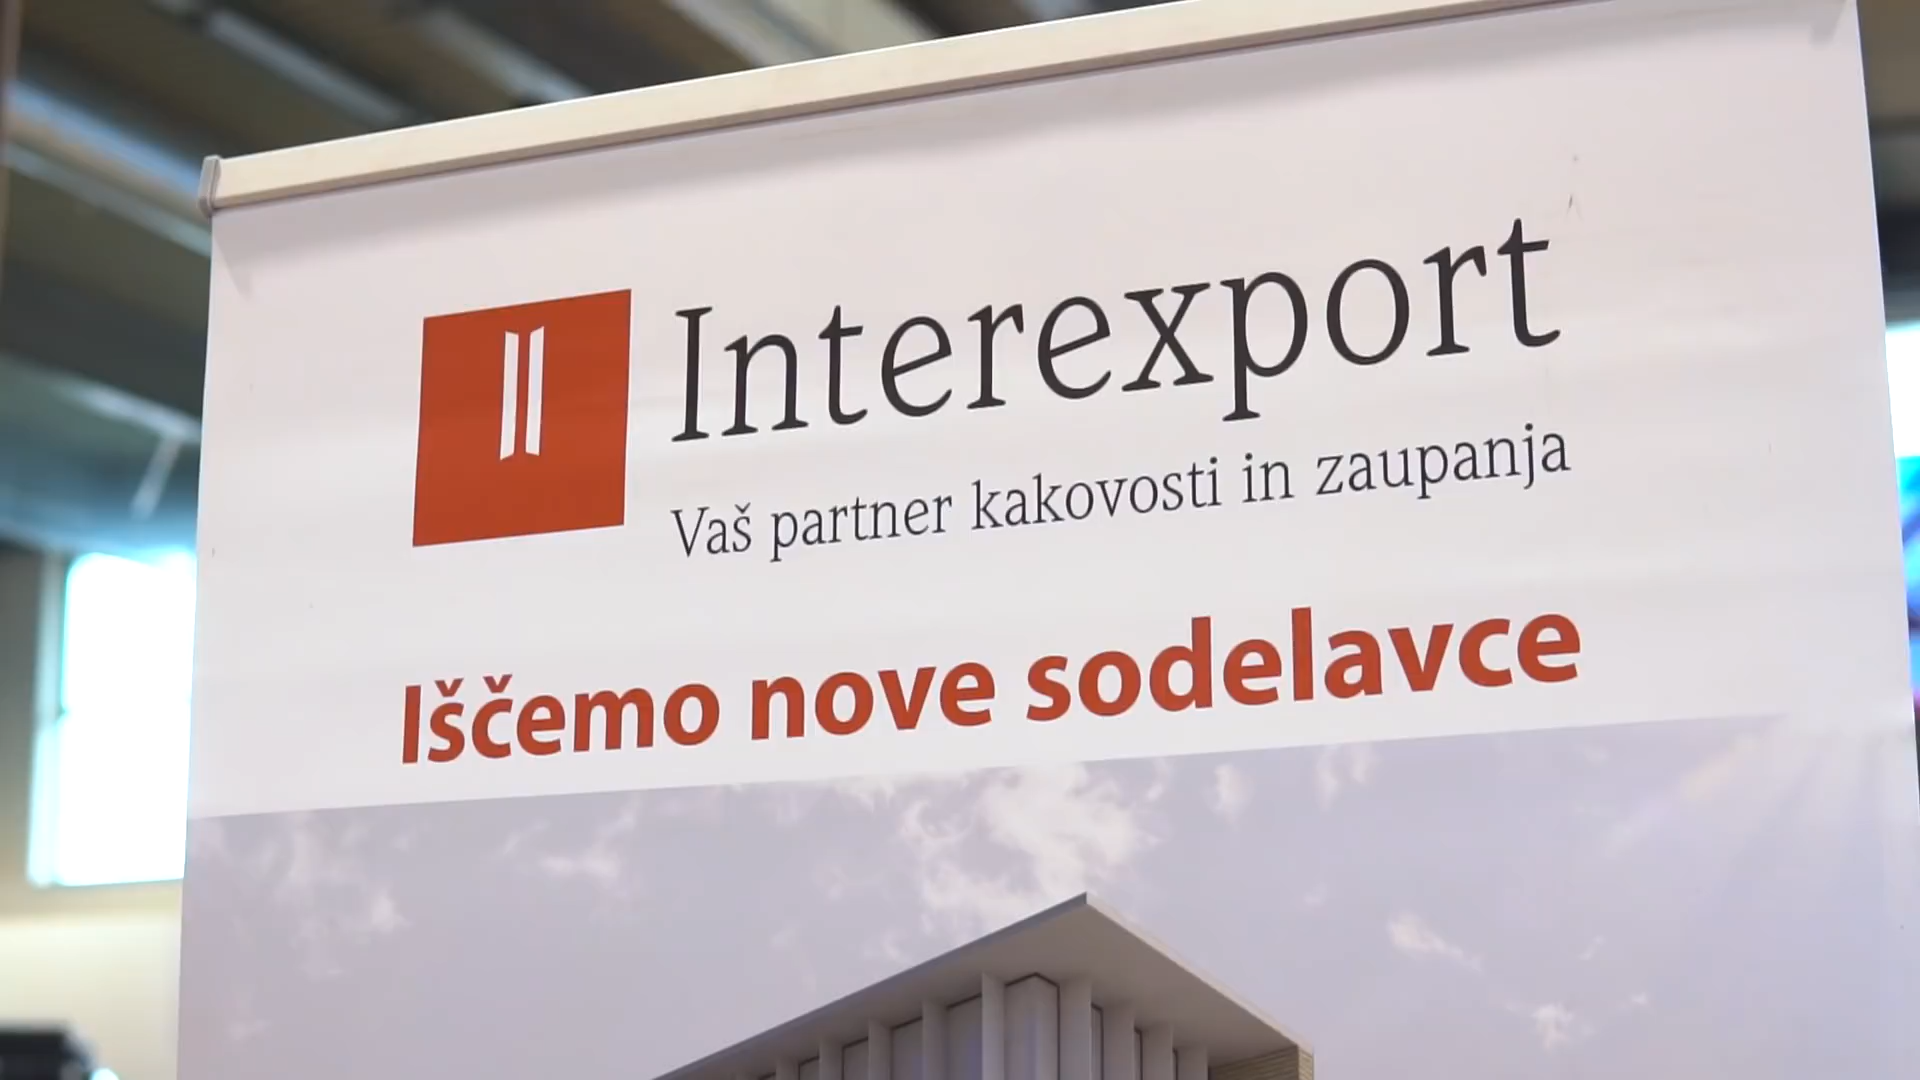 Interexport
Vaš partner kakovosti in zaupanja
Iščemo nove sodelavce